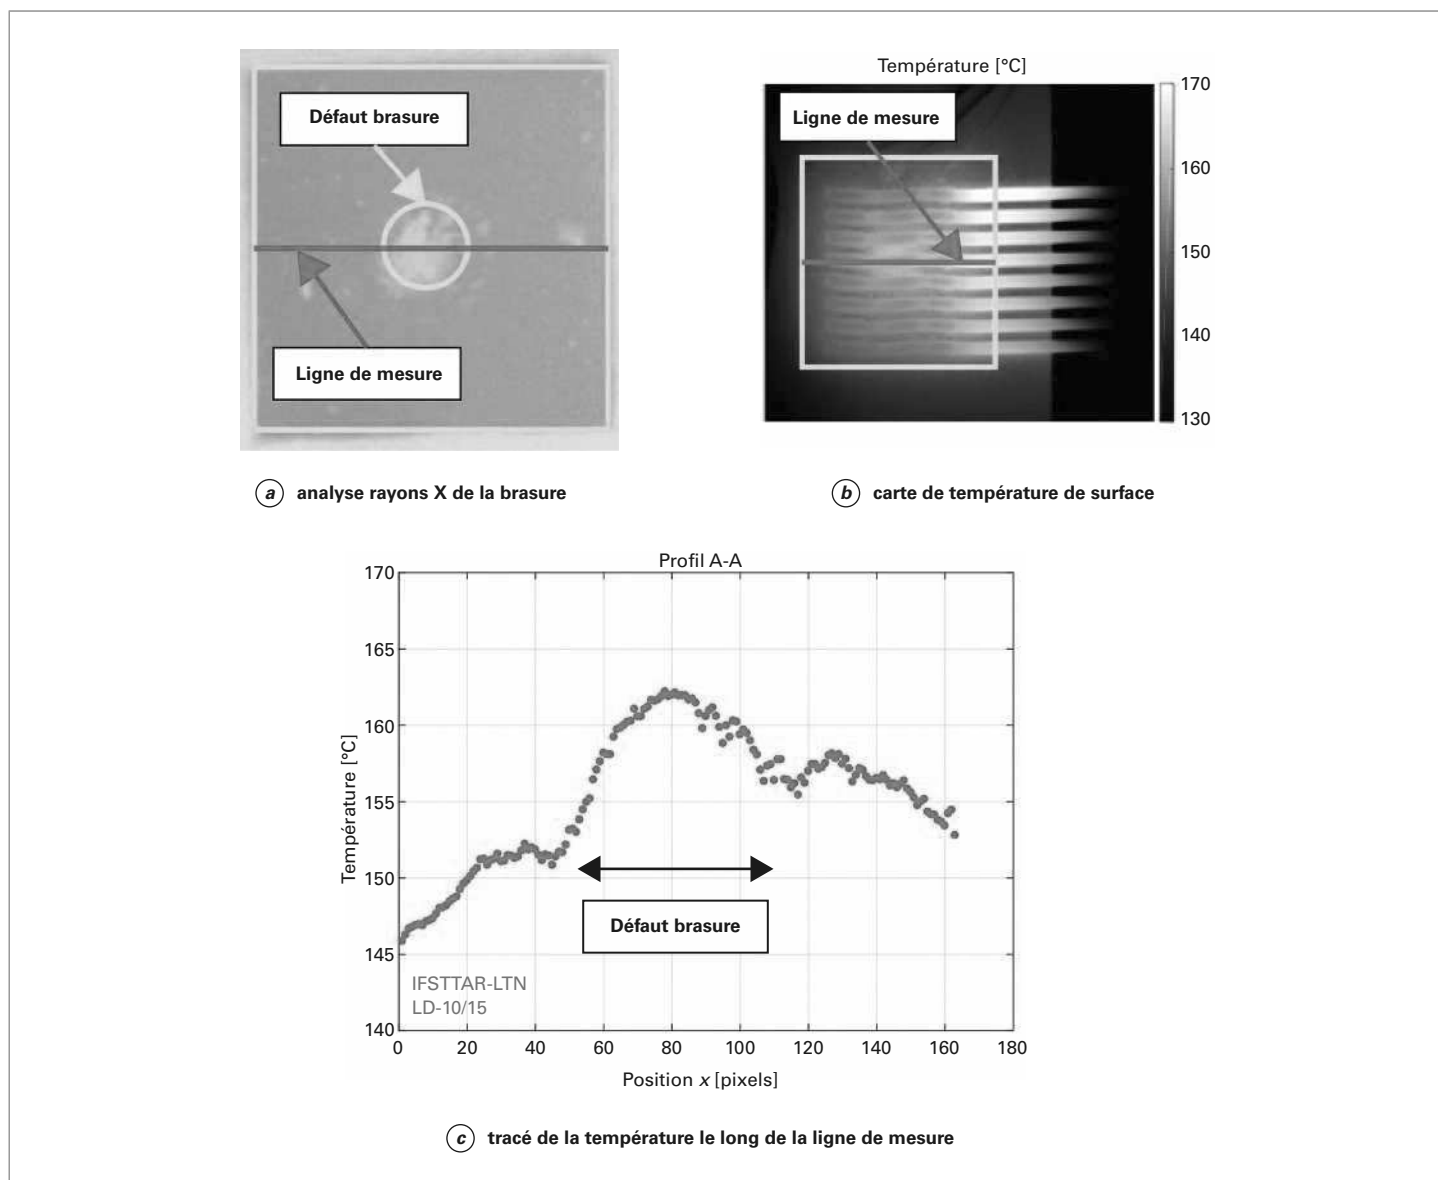 Défaut brasure
Ligne de mesure
Température [°C]
Ligne de mesure
170
160
150
140
130
a analyse rayons X de la brasure
b carte de température de surface
Profil A-A
170
165
160
155
150
145
140
Température [°C]
Défaut brasure
IFSTTAR-LTN
LD-10/15
0 20 40 60 80 100 120 140 160 180
Position x [pixels]
c tracé de la température le long de la ligne de mesure